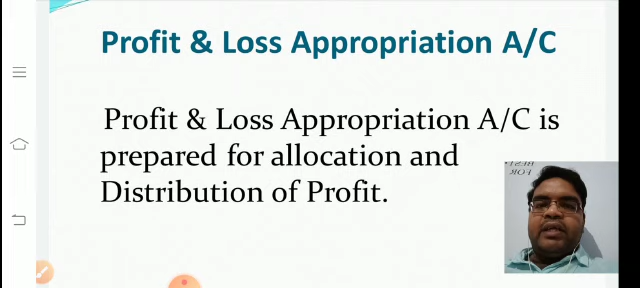 Profit & Loss Appropriation A/C
Profit & Loss Appropriation A/C is
prepared for allocation and
Distribution of Profit.